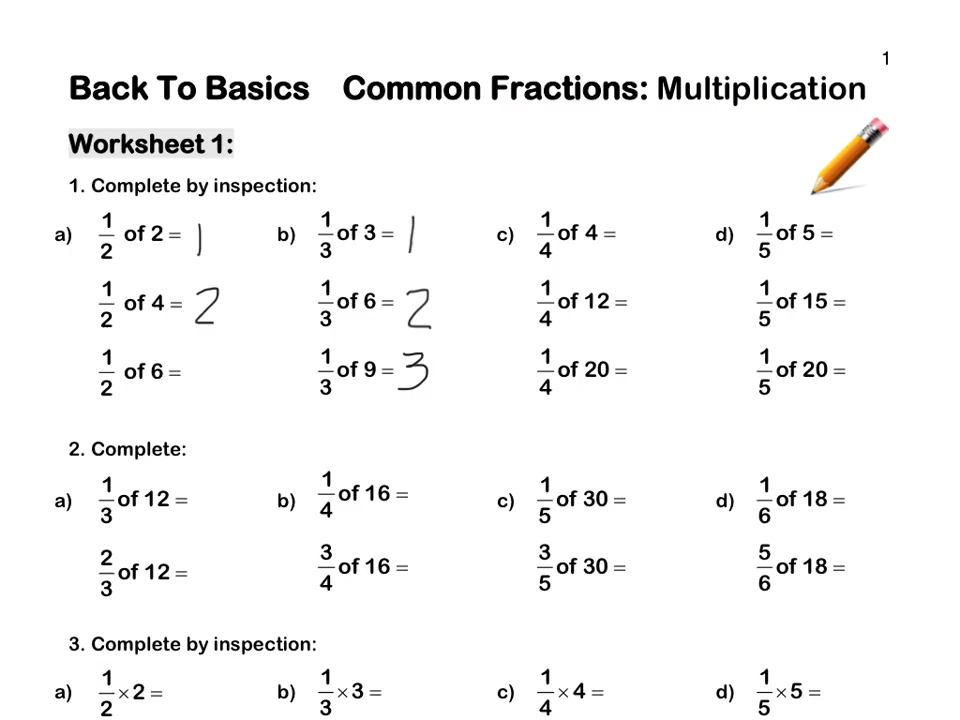 1
Back To Basics Common Fractions: Multiplication
Worksheet 1:
1. Complete by inspection:
a) 1/2 of 2 = 1 b) 1/3 of 3 = 1 c) 1/4 of 4 = d) 1/5 of 5 =
1/2 of 4 = 2 1/3 of 6 = 2 1/4 of 12 = 1/5 of 15 =
1/2 of 6 = 1/3 of 9 = 3 1/4 of 20 = 1/5 of 20 =
2. Complete:
a) 1/3 of 12 = b) 1/4 of 16 = c) 1/5 of 30 = d) 1/6 of 18 =
2/3 of 12 = 3/4 of 16 = 3/5 of 30 = 5/6 of 18 =
3. Complete by inspection:
a) 1/2 × 2 = b) 1/3 × 3 = c) 1/4 × 4 = d) 1/5 × 5 =